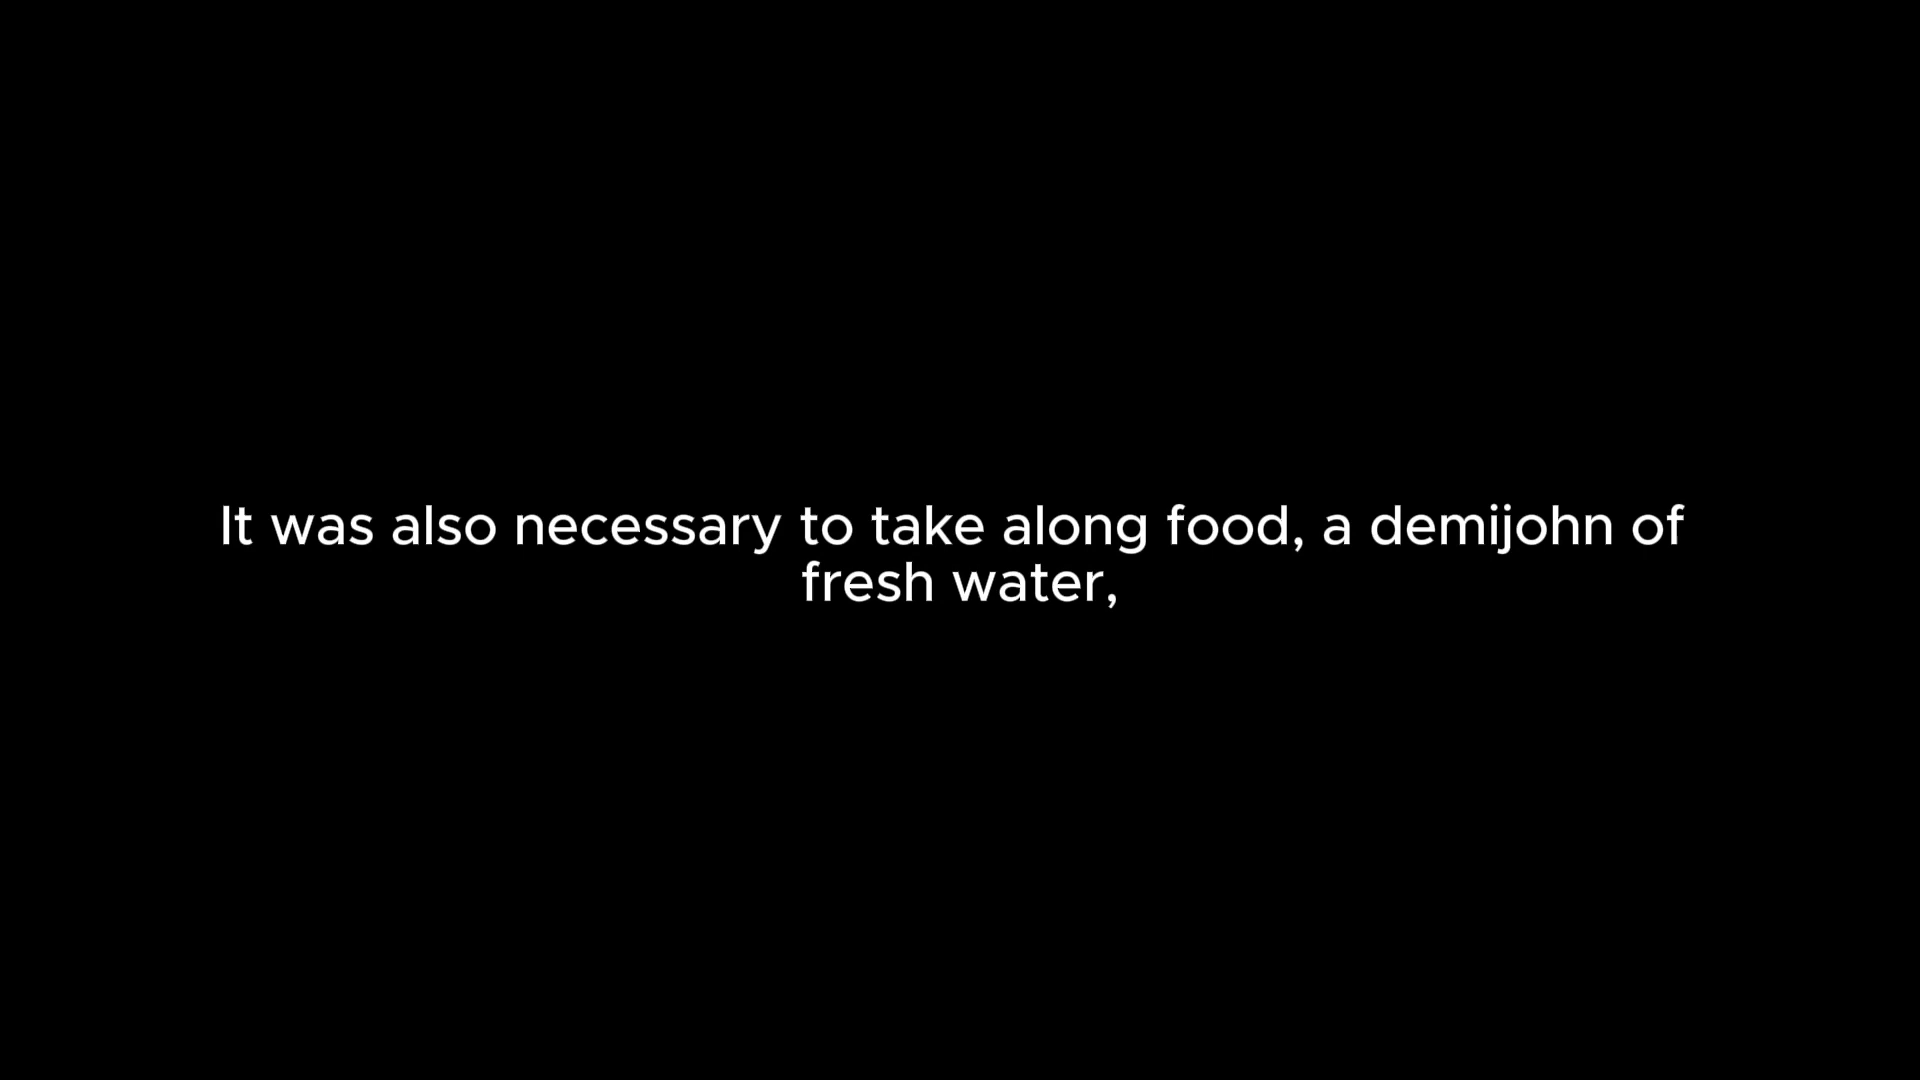 It was also necessary to take along food, a demijohn of
fresh water,